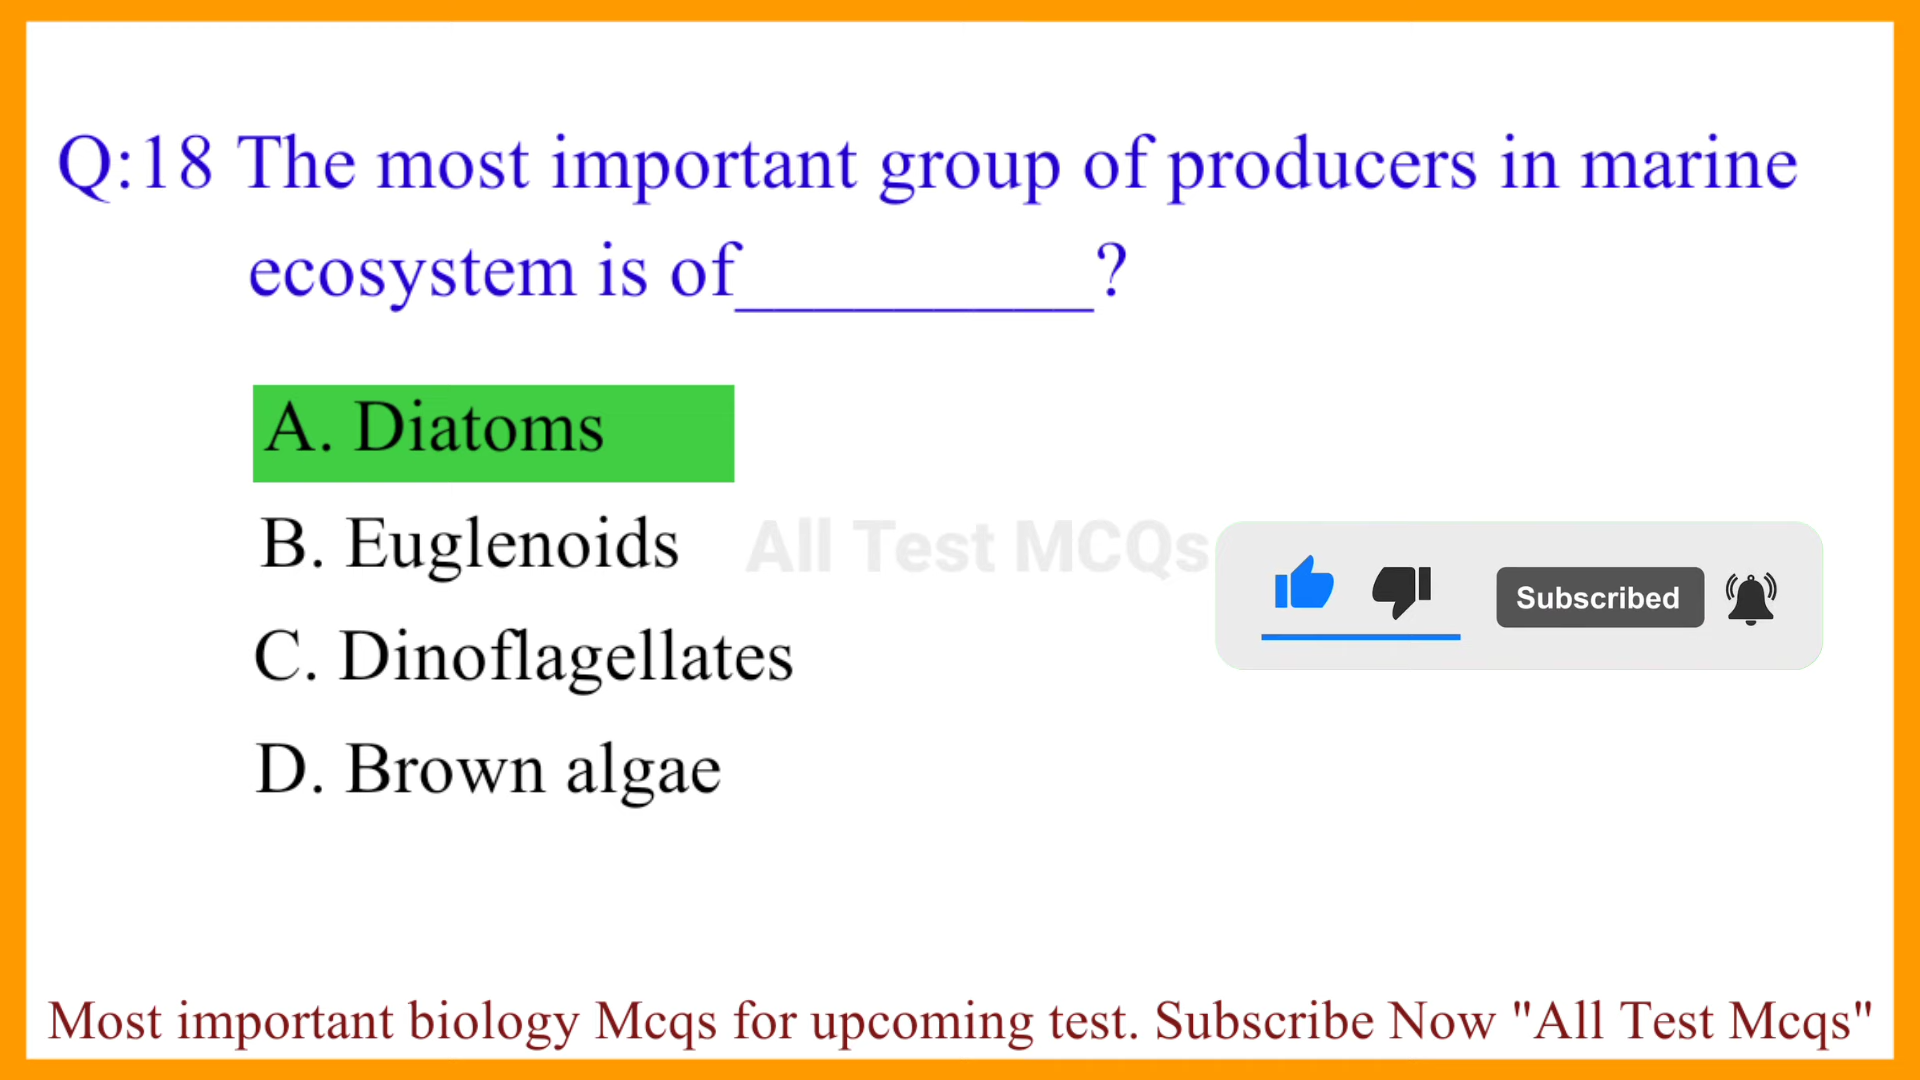 Q:18 The most important group of producers in marine
ecosystem is of_________?
A. Diatoms
B. Euglenoids
All Test MCQs
Subscribed
C. Dinoflagellates
D. Brown algae
Most important biology Mcqs for upcoming test. Subscribe Now "All Test Mcqs"